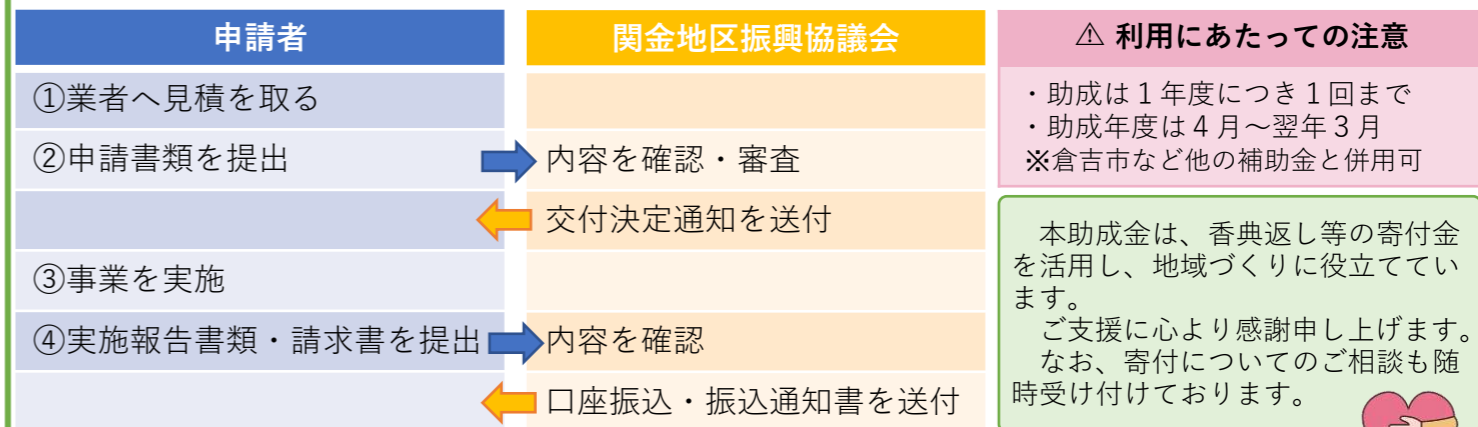 申請者
関金地区振興協議会
①業者へ見積を取る
②申請書類を提出
内容を確認・審査
交付決定通知を送付
③事業を実施
④実施報告書類・請求書を提出
内容を確認
口座振込・振込通知書を送付
⚠ 利用にあたっての注意
・助成は１年度につき１回まで
・助成年度は４月～翌年３月
※倉吉市など他の補助金と併用可
本助成金は、香典返し等の寄付金
を活用し、地域づくりに役立ててい
ます。
ご支援に心より感謝申し上げます。
なお、寄付についてのご相談も随
時受け付けております。